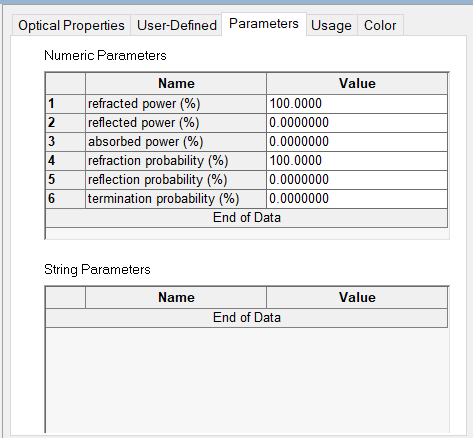 Optical Properties User-Defined Parameters Usage Color
Numeric Parameters
Name Value
1 refracted power (%) 100.0000
2 reflected power (%) 0.0000000
3 absorbed power (%) 0.0000000
4 refraction probability (%) 100.0000
5 reflection probability (%) 0.0000000
6 termination probability (%) 0.0000000
End of Data
String Parameters
Name Value
End of Data